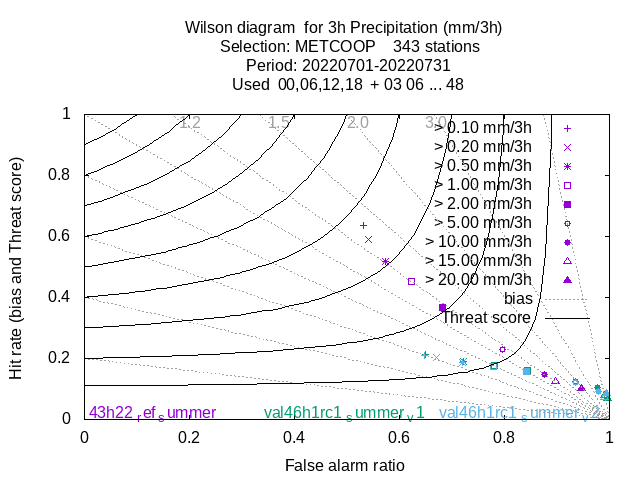 Wilson diagram  for 3h Precipitation (mm/3h)
Selection: METCOOP    343 stations
Period: 20220701-20220731
Used  00,06,12,18  + 03 06 ... 48
1.2 1.5 2.0 3.0
> 0.10 mm/3h
> 0.20 mm/3h
> 0.50 mm/3h
> 1.00 mm/3h
> 2.00 mm/3h
> 5.00 mm/3h
> 10.00 mm/3h
> 15.00 mm/3h
> 20.00 mm/3h
bias
Threat score
1
0.8
0.6
0.4
0.2
0
Hit rate (bias and Threat score)
43h22_ref_summer val46h1rc1_summer_v1 val46h1rc1_summer_v2
0 0.2 0.4 0.6 0.8 1
False alarm ratio